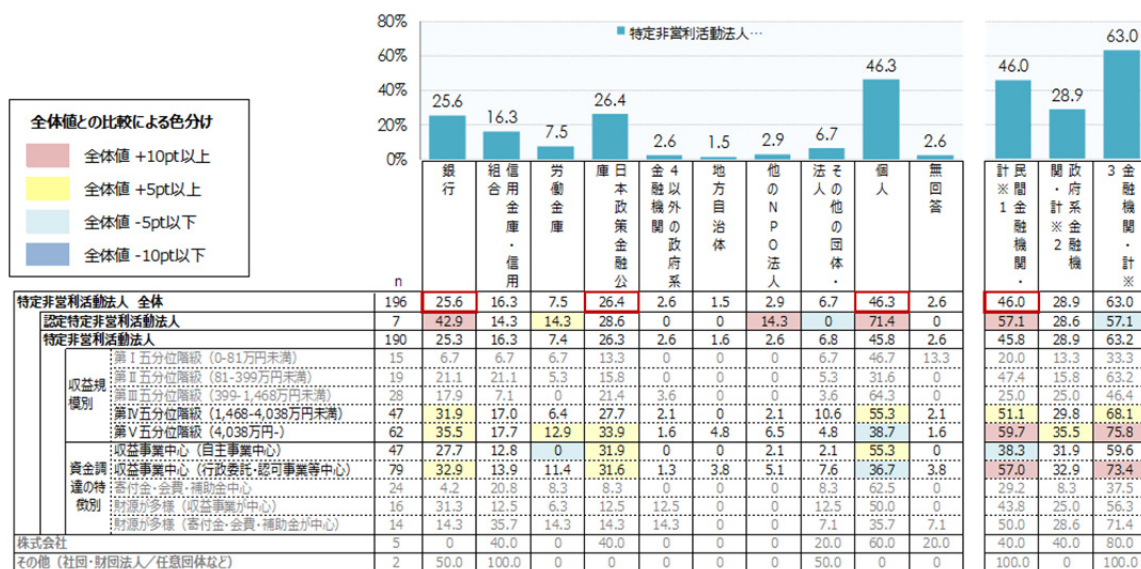 80%
60%
40%
20%
0%
特定非営利活動法人…
25.6 16.3 7.5 26.4 2.6 1.5 2.9 6.7 46.3 2.6 46.0 28.9 63.0
全体値との比較による色分け
全体値 +10pt以上
全体値 +5pt以上
全体値 -5pt以下
全体値 -10pt以下
n
銀行
信用金庫・信用組合
労働金庫
日本政策金融公庫
4以外の政府系金融機関
地方自治体
他のNPO法人
その他の団体・法人
個人
無回答
民間金融機関・計※1
政府系金融機関・計※2
金融機関・計※3
特定非営利活動法人 全体 196 25.6 16.3 7.5 26.4 2.6 1.5 2.9 6.7 46.3 2.6 46.0 28.9 63.0
認定特定非営利活動法人 7 42.9 14.3 14.3 28.6 0 0 14.3 0 71.4 0 57.1 28.6 57.1
特定非営利活動法人 190 25.3 16.3 7.4 26.3 2.6 1.6 2.6 6.8 45.8 2.6 45.8 28.9 63.2
収益規模別
第Ⅰ五分位階級（0-81万円未満） 15 6.7 6.7 6.7 13.3 0 0 0 6.7 46.7 13.3 20.0 13.3 33.3
第Ⅱ五分位階級（81-399万円未満） 19 21.1 21.1 5.3 15.8 0 0 0 5.3 31.6 0 47.4 15.8 63.2
第Ⅲ五分位階級（399-1,468万円未満） 28 17.9 7.1 0 21.4 3.6 0 0 3.6 64.3 0 25.0 25.0 46.4
第Ⅳ五分位階級（1,468-4,038万円未満） 47 31.9 17.0 6.4 27.7 2.1 0 2.1 10.6 55.3 2.1 51.1 29.8 68.1
第Ⅴ五分位階級（4,038万円-） 62 35.5 17.7 12.9 33.9 1.6 4.8 6.5 4.8 38.7 1.6 59.7 35.5 75.8
資金調達の特徴別
収益事業中心（自主事業中心） 47 27.7 12.8 0 31.9 0 0 2.1 2.1 55.3 0 38.3 31.9 59.6
収益事業中心（行政委託・認可事業等中心） 79 32.9 13.9 11.4 31.6 1.3 3.8 5.1 7.6 36.7 3.8 57.0 32.9 73.4
寄付金・会費・補助金中心 24 4.2 20.8 8.3 8.3 0 0 0 8.3 62.5 0 29.2 8.3 37.5
財源が多様（収益事業が中心） 16 31.3 12.5 6.3 12.5 12.5 0 0 12.5 50.0 0 43.8 25.0 56.3
財源が多様（寄付金・会費・補助金が中心） 14 14.3 35.7 14.3 14.3 14.3 0 0 7.1 35.7 7.1 50.0 28.6 71.4
株式会社 5 0 40.0 0 40.0 0 0 0 20.0 60.0 20.0 40.0 40.0 80.0
その他（社団・財団法人／任意団体など） 2 50.0 100.0 0 0 0 0 0 50.0 0 0 100.0 0 100.0